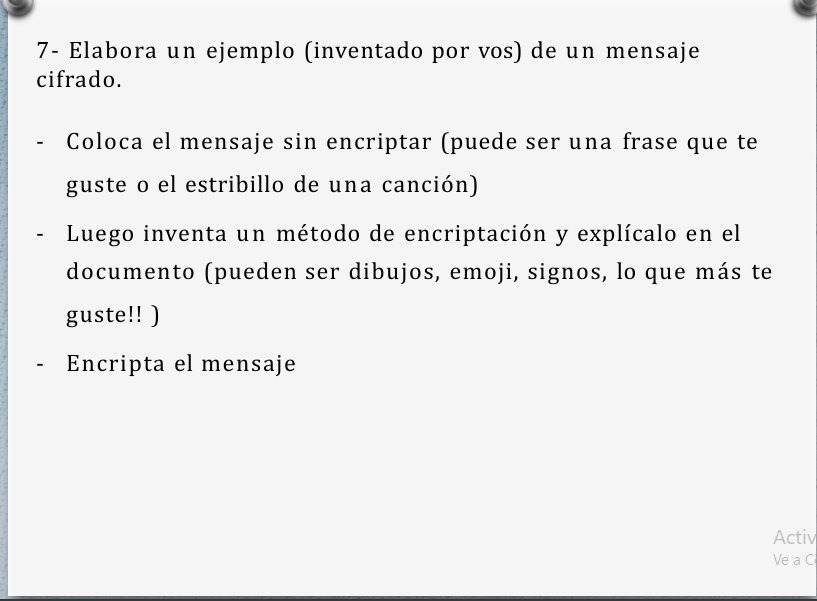 7- Elabora un ejemplo (inventado por vos) de un mensaje
cifrado.
- Coloca el mensaje sin encriptar (puede ser una frase que te
guste o el estribillo de una canción)
- Luego inventa un método de encriptación y explícalo en el
documento (pueden ser dibujos, emoji, signos, lo que más te
guste!! )
- Encripta el mensaje
Activ
Ve a C